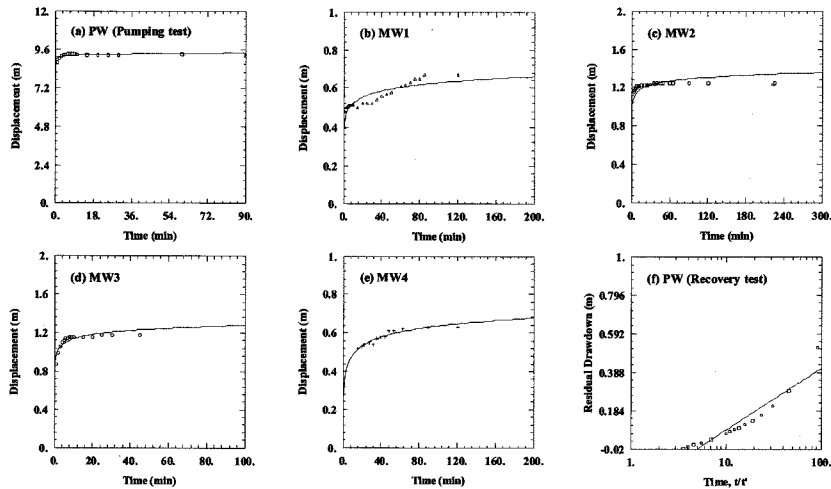 (a) PW (Pumping test)
Displacement (m)
12.
9.6
7.2
4.8
2.4
0.
0. 18. 36. 54. 72. 90.
Time (min)
(b) MW1
Displacement (m)
1.
0.8
0.6
0.4
0.2
0.
0. 40. 80. 120. 160. 200.
Time (min)
(c) MW2
Displacement (m)
2.
1.6
1.2
0.8
0.4
0.
0. 60. 120. 180. 240. 300.
Time (min)
(d) MW3
Displacement (m)
2.
1.6
1.2
0.8
0.4
0.
0. 20. 40. 60. 80. 100.
Time (min)
(e) MW4
Displacement (m)
1.
0.8
0.6
0.4
0.2
0.
0. 40. 80. 120. 160. 200.
Time (min)
(f) PW (Recovery test)
Residual Drawdown (m)
1.
0.796
0.592
0.388
0.184
-0.02
1. 10. 100.
Time, t/t'